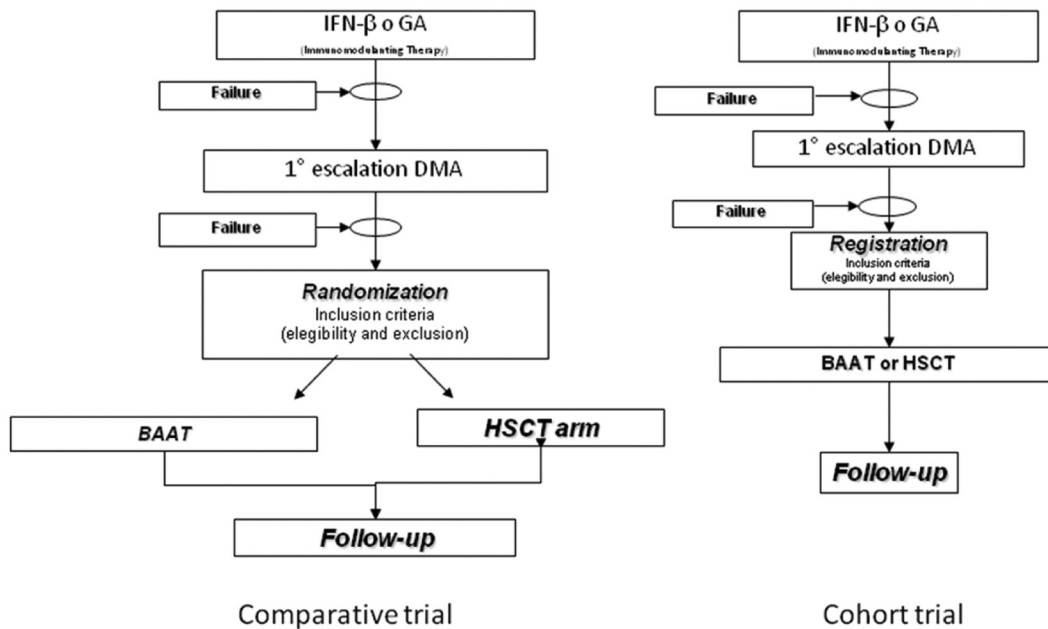 IFN-β o GA
(Immunomodulanting Therapy)
Failure
1° escalation DMA
Failure
Randomization
Inclusion criteria
(elegibility and exclusion)
BAAT
HSCT arm
Follow-up
Comparative trial
IFN-β o GA
(Immunomodulanting Therapy)
Failure
1° escalation DMA
Failure
Registration
Inclusion criteria
(elegibility and exclusion)
BAAT or HSCT
Follow-up
Cohort trial